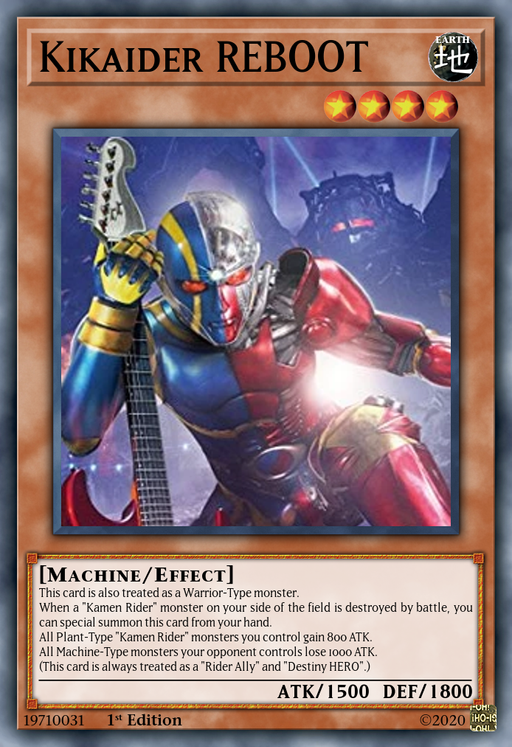 Kikaider REBOOT
EARTH
地
[Machine/Effect]
This card is also treated as a Warrior-Type monster.
When a "Kamen Rider" monster on your side of the field is destroyed by battle, you
can special summon this card from your hand.
All Plant-Type "Kamen Rider" monsters you control gain 800 ATK.
All Machine-Type monsters your opponent controls lose 1000 ATK.
(This card is always treated as a "Rider Ally" and "Destiny HERO".)
ATK/1500 DEF/1800
19710031 1st Edition ©2020